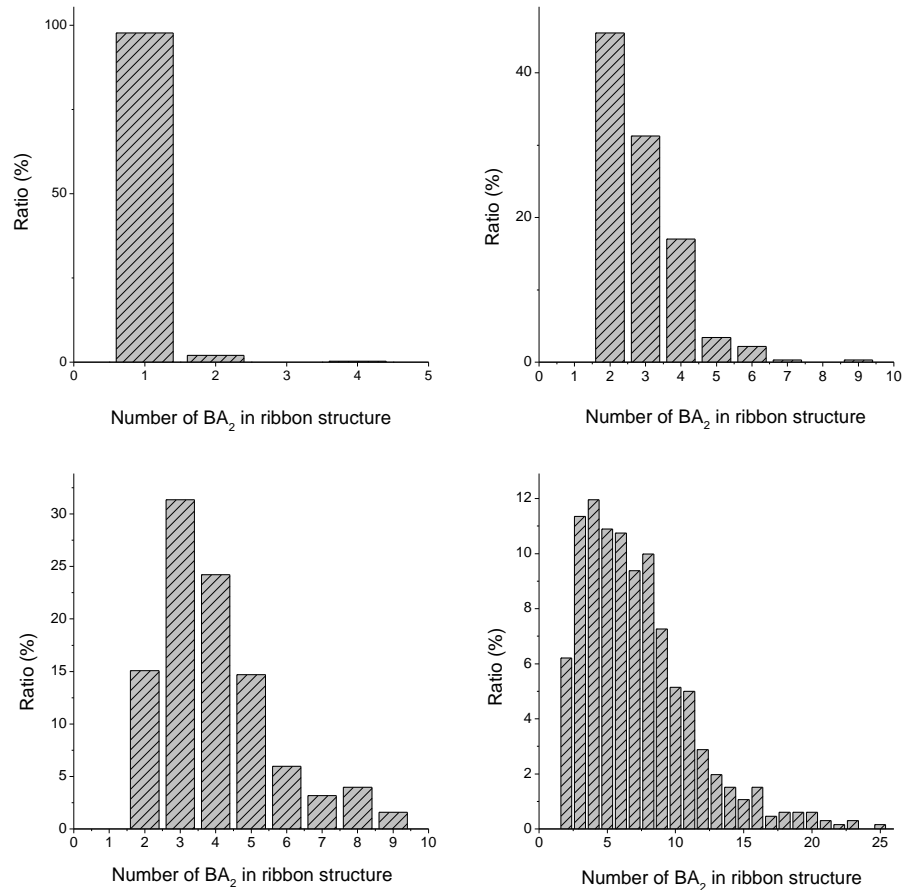 100
50
0
Ratio (%)
0 1 2 3 4 5
Number of BA₂ in ribbon structure
40
20
0
Ratio (%)
0 1 2 3 4 5 6 7 8 9 10
Number of BA₂ in ribbon structure
30
25
20
15
10
5
0
Ratio (%)
0 1 2 3 4 5 6 7 8 9 10
Number of BA₂ in ribbon structure
12
10
8
6
4
2
0
Ratio (%)
0 5 10 15 20 25
Number of BA₂ in ribbon structure